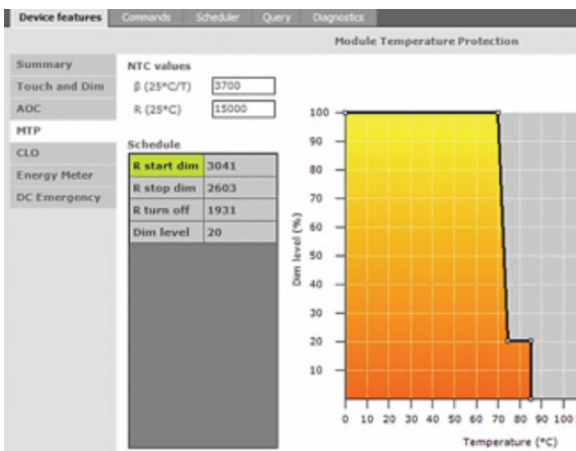 Device features Commands Scheduler Query Diagnostics
Module Temperature Protection
Summary
Touch and Dim
AOC
MTP
CLO
Energy Meter
DC Emergency
NTC values
β (25°C/T) 3700
R (25°C) 15000
Schedule
R start dim 3041
R stop dim 2603
R turn off 1931
Dim level 20
Dim level (%)
100
90
80
70
60
50
40
30
20
10
0 10 20 30 40 50 60 70 80 90 100
Temperature (°C)